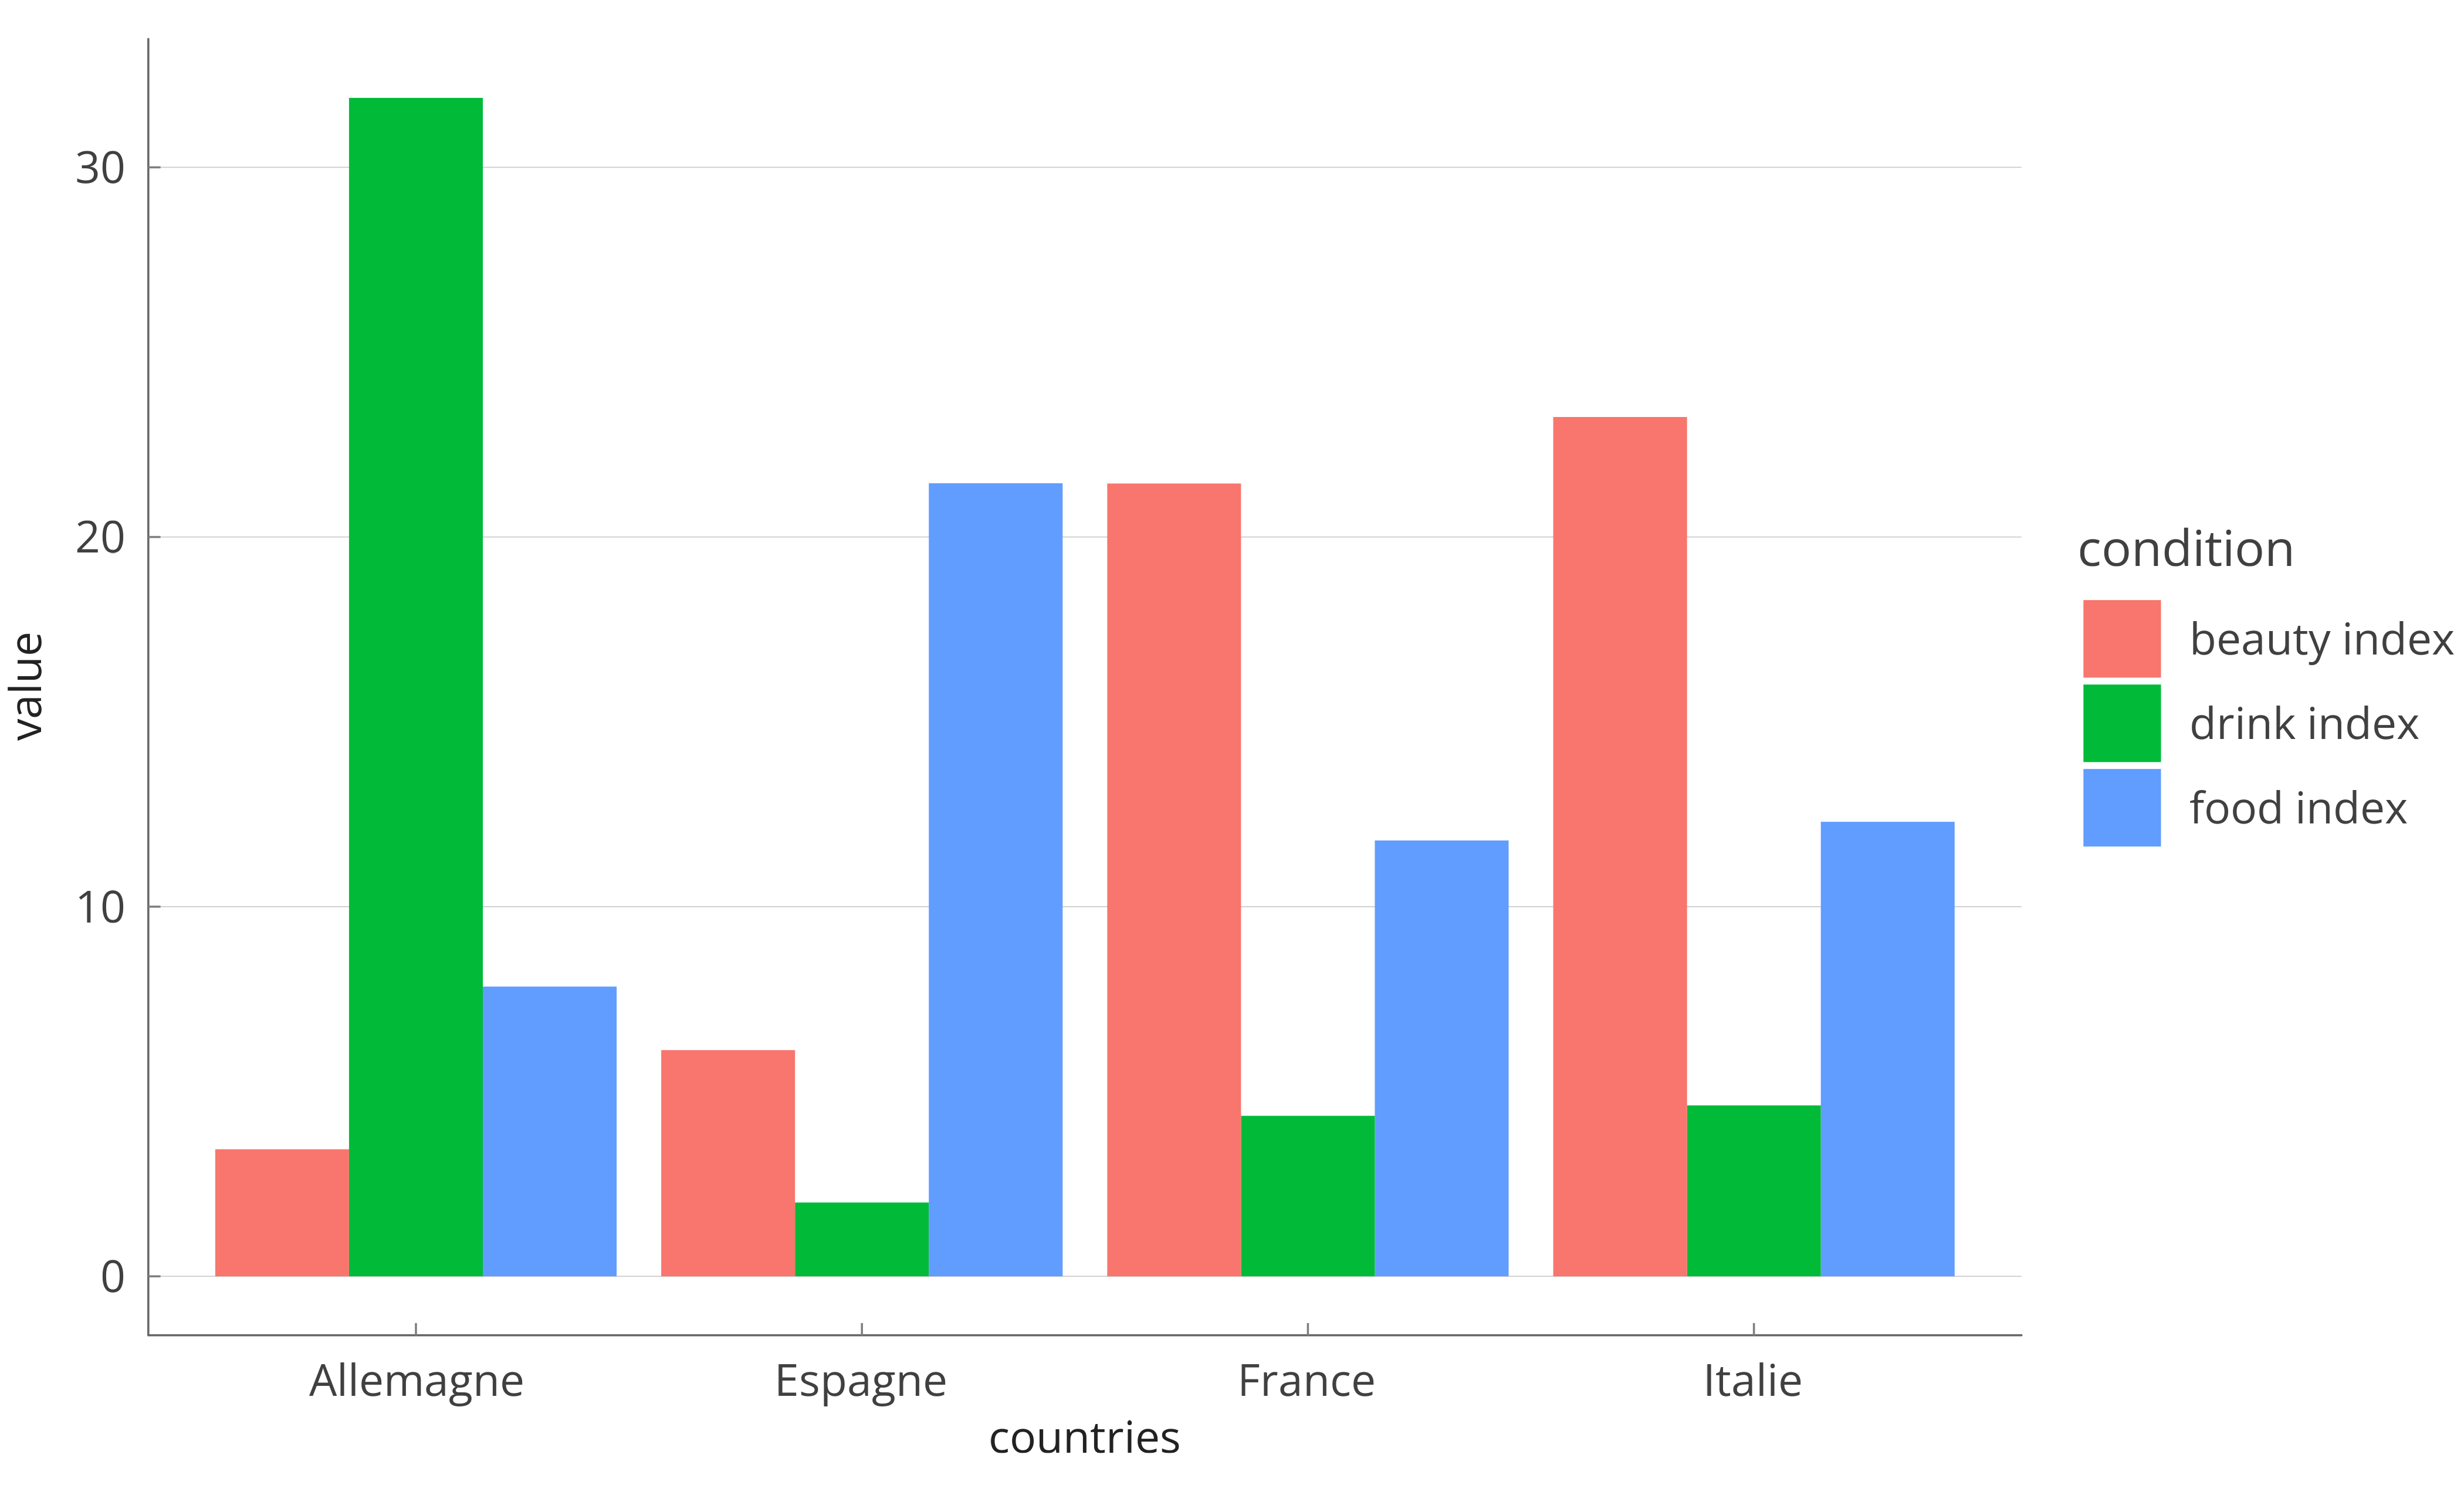 value
30
20
10
0
Allemagne
Espagne
France
Italie
countries
condition
beauty index
drink index
food index